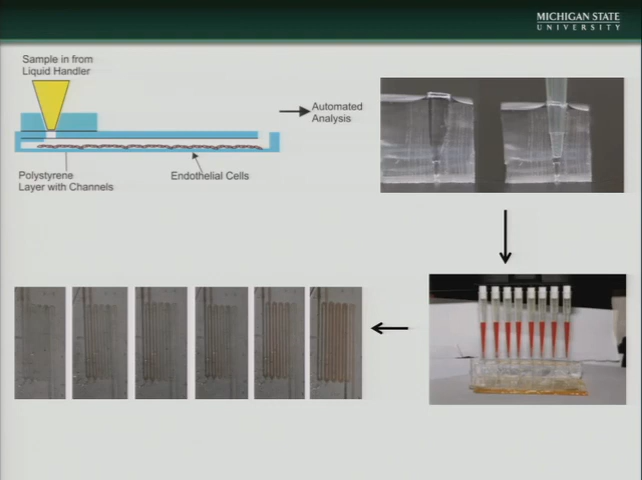 MICHIGAN STATE
UNIVERSITY
Sample in from
Liquid Handler
Automated
Analysis
Polystyrene
Layer with Channels
Endothelial Cells